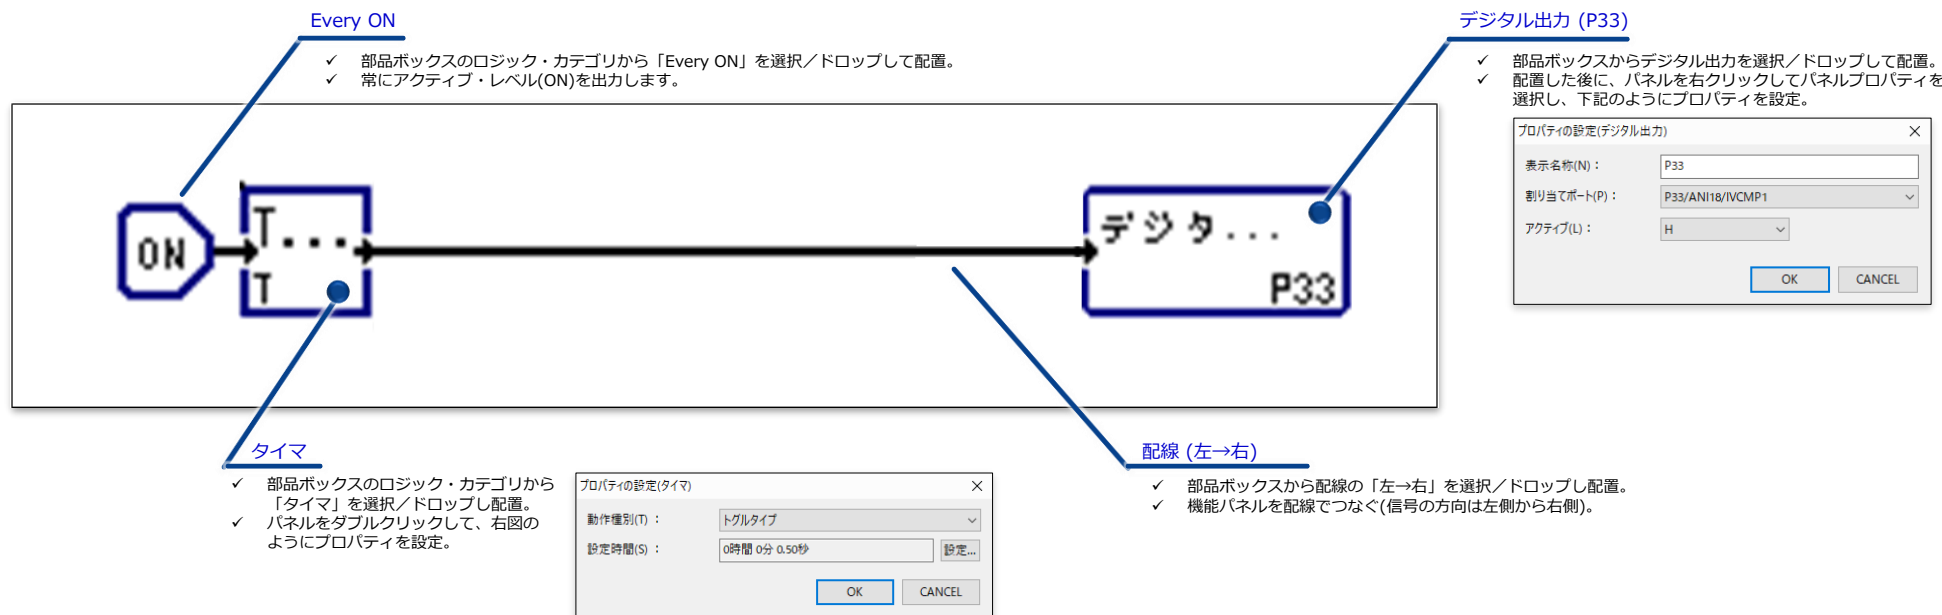 Every ON
✓ 部品ボックスのロジック・カテゴリから「Every ON」を選択／ドロップして配置。
✓ 常にアクティブ・レベル(ON)を出力します。
デジタル出力 (P33)
✓ 部品ボックスからデジタル出力を選択／ドロップして配置。
✓ 配置した後に、パネルを右クリックしてパネルプロパティを
選択し、下記のようにプロパティを設定。
プロパティの設定(デジタル出力)
表示名称(N)： P33
割り当てポート(P)： P33/ANI18/IVCMP1
アクティブ(L)： H
OK CANCEL
ON
T...
T
デジタ...
P33
タイマ
✓ 部品ボックスのロジック・カテゴリから
「タイマ」を選択／ドロップし配置。
✓ パネルをダブルクリックして、右図の
ようにプロパティを設定。
プロパティの設定(タイマ)
動作種別(T)： トグルタイプ
設定時間(S)： 0時間 0分 0.50秒 設定...
OK CANCEL
配線 (左→右)
✓ 部品ボックスから配線の「左→右」を選択／ドロップし配置。
✓ 機能パネルを配線でつなぐ(信号の方向は左側から右側)。